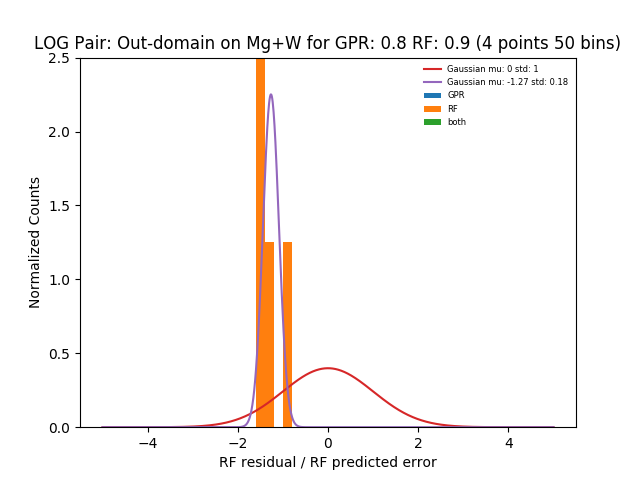 LOG Pair: Out-domain on Mg+W for GPR: 0.8 RF: 0.9 (4 points 50 bins)
Gaussian mu: 0 std: 1
Gaussian mu: -1.27 std: 0.18
GPR
RF
both
Normalized Counts
2.5
2.0
1.5
1.0
0.5
0.0
−4
−2
0
2
4
RF residual / RF predicted error